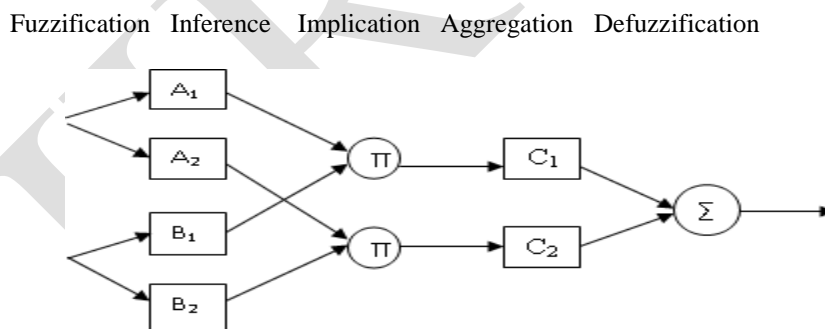 Fuzzification Inference Implication Aggregation Defuzzification
A₁
A₂
Π
C₁
Σ
B₁
Π
C₂
B₂